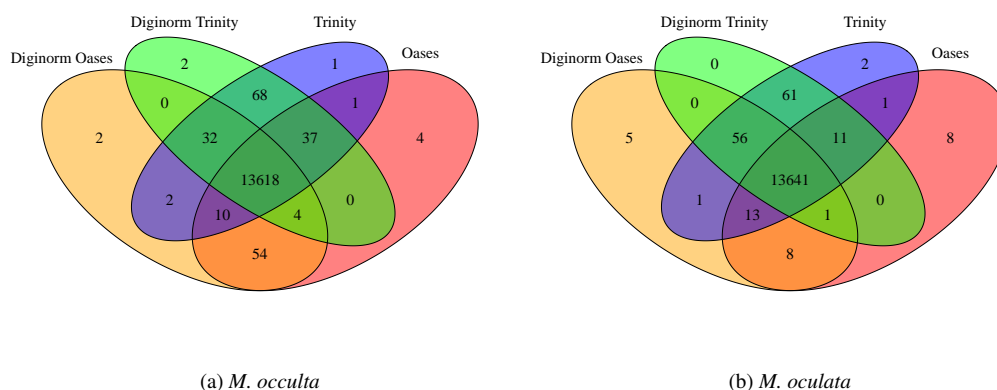 Diginorm Trinity Trinity
Diginorm Oases Oases
2 1
0 68 1
2 32 37 4
13618
2 10 4 0
54
(a) M. occulta
Diginorm Trinity Trinity
Diginorm Oases Oases
0 2
0 61 1
5 56 11 8
13641
1 13 1 0
8
(b) M. oculata